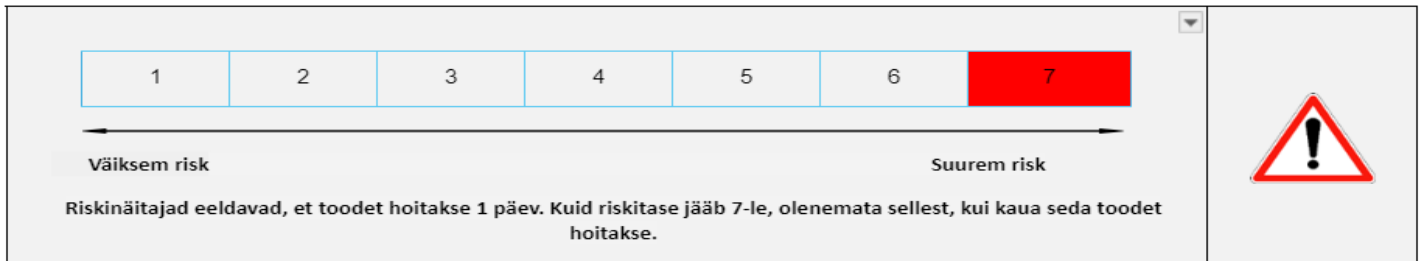 1 2 3 4 5 6 7
Väiksem risk Suurem risk
Riskinäitajad eeldavad, et toodet hoitakse 1 päev. Kuid riskitase jääb 7-le, olenemata sellest, kui kaua seda toodet
hoitakse.